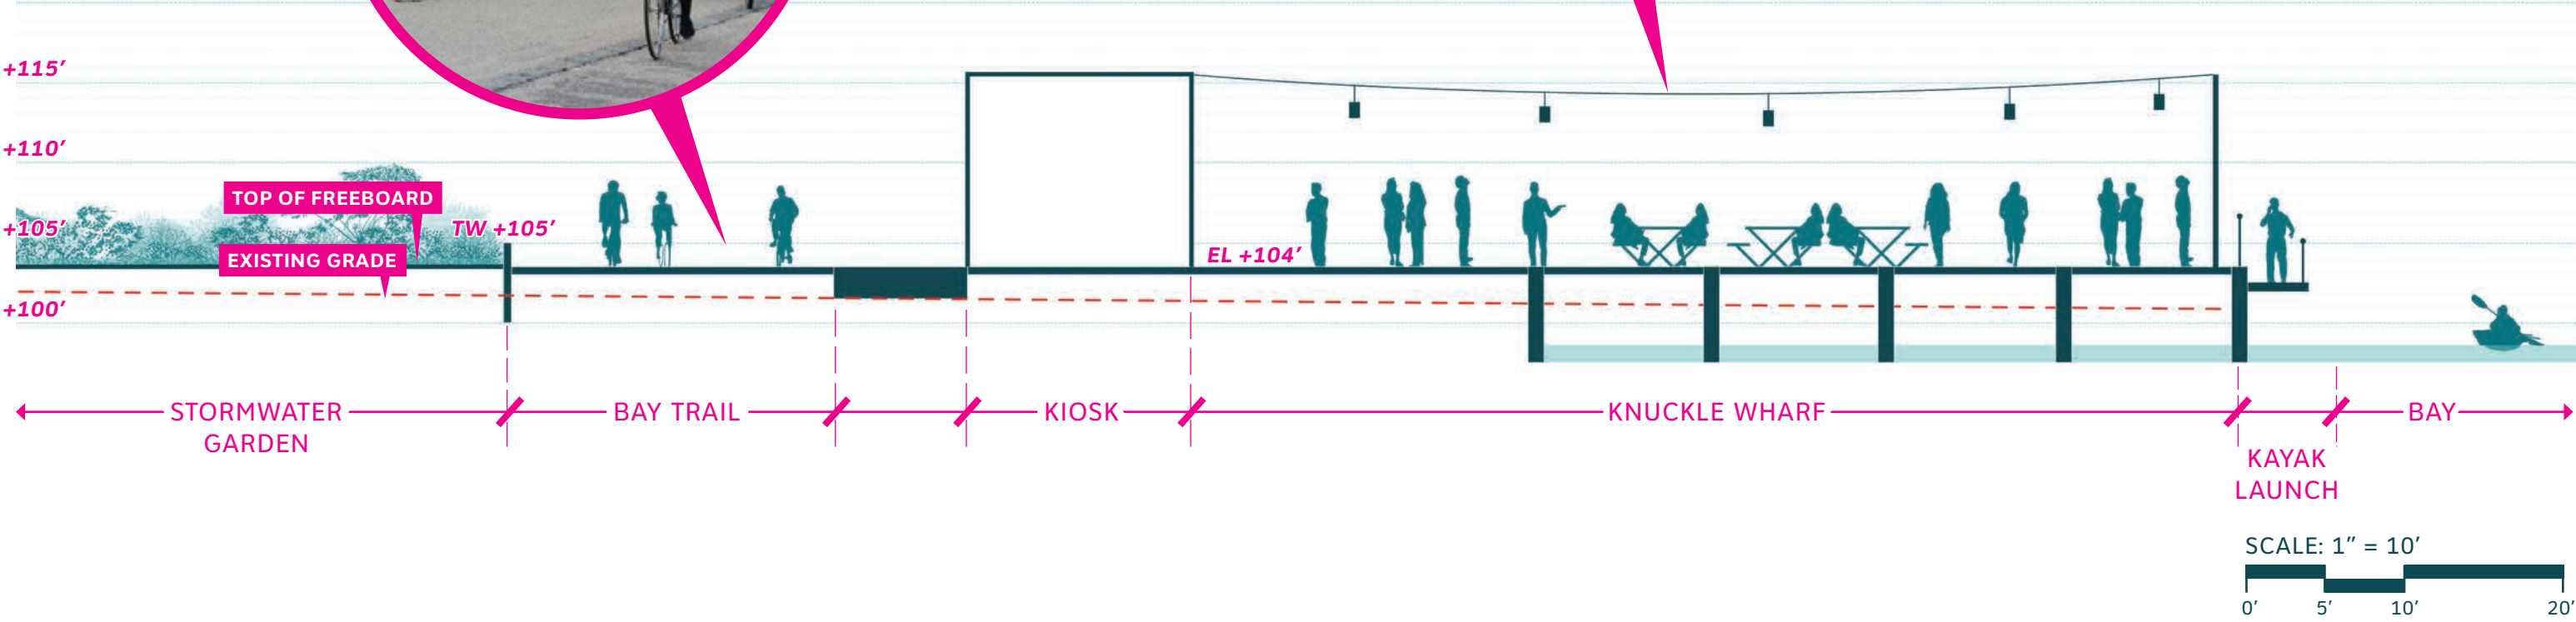 +115’
+110’
TOP OF FREEBOARD
+105’
TW +105’
EXISTING GRADE
EL +104’
+100’
STORMWATER
GARDEN
BAY TRAIL
KIOSK
KNUCKLE WHARF
BAY
KAYAK
LAUNCH
SCALE: 1” = 10’
0’ 5’ 10’ 20’